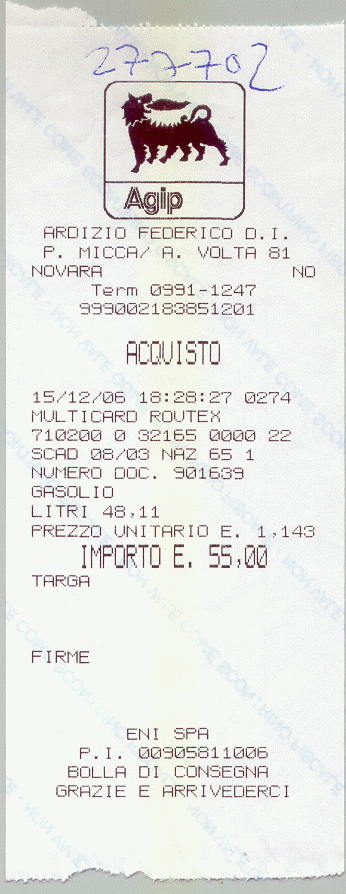 277702
Agip
ARDIZIO FEDERICO D.I.
P. MICCA/ A. VOLTA 81
NOVARA NO
Term 0991-1247
999002183851201
ACQUISTO
15/12/06 18:28:27 0274
MULTICARD ROUTEX
710200 0 32165 0000 22
SCAD 08/03 NAZ 65 1
NUMERO DOC. 901639
GASOLIO
LITRI 48,11
PREZZO UNITARIO E. 1,143
IMPORTO E. 55,00
TARGA
FIRME
ENI SPA
P.I. 00905811006
BOLLA DI CONSEGNA
GRAZIE E ARRIVEDERCI